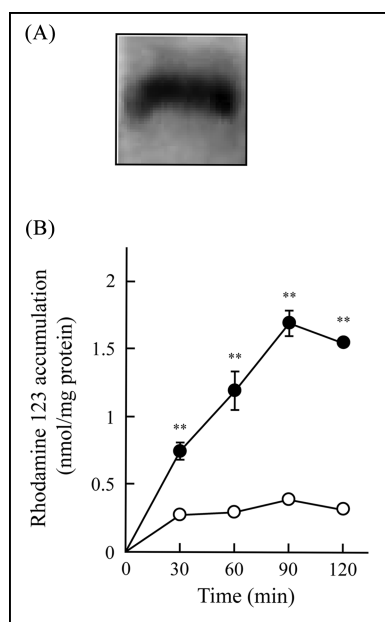 (A)
(B)
Rhodamine 123 accumulation
(nmol/mg protein)
2
1.5
1
0.5
0
**
**
**
**
0 30 60 90 120
Time (min)